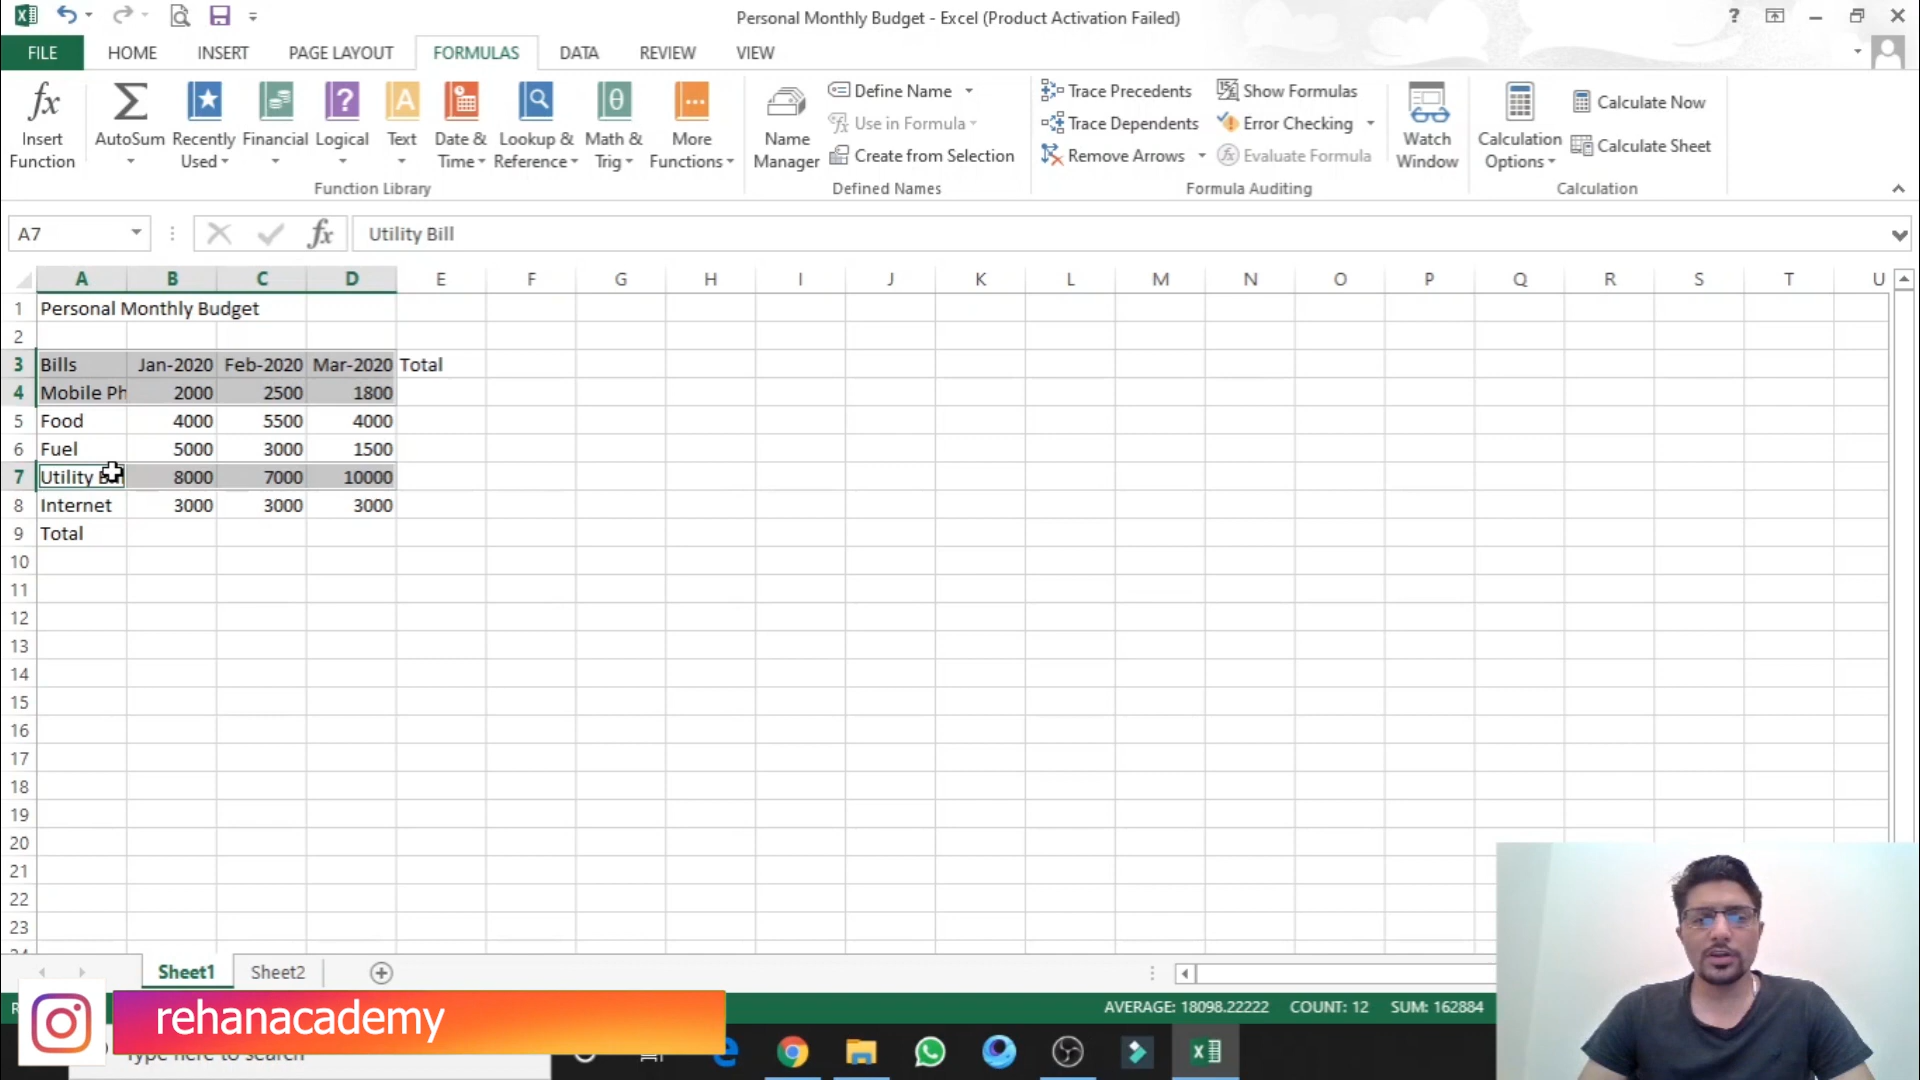 Personal Monthly Budget - Excel (Product Activation Failed)
?
FILE HOME INSERT PAGE LAYOUT FORMULAS DATA REVIEW VIEW
fx Insert Function
Σ AutoSum
Recently Used
Financial
Logical
A Text
Date & Time
Lookup & Reference
θ Math & Trig
More Functions
Function Library
Name Manager
Define Name
Use in Formula
Create from Selection
Defined Names
Trace Precedents
Trace Dependents
Remove Arrows
Show Formulas
Error Checking
Evaluate Formula
Watch Window
Formula Auditing
Calculation Options
Calculate Now
Calculate Sheet
Calculation
A7 fx Utility Bill
A B C D E F G H I J K L M N O P Q R S T U
1 Personal Monthly Budget
2
3 Bills Jan-2020 Feb-2020 Mar-2020 Total
4 Mobile Ph 2000 2500 1800
5 Food 4000 5500 4000
6 Fuel 5000 3000 1500
7 Utility 8000 7000 10000
8 Internet 3000 3000 3000
9 Total
10
11
12
13
14
15
16
17
18
19
20
21
22
23
Sheet1 Sheet2
AVERAGE: 18098.22222 COUNT: 12 SUM: 162884
rehanacademy
Type here to search